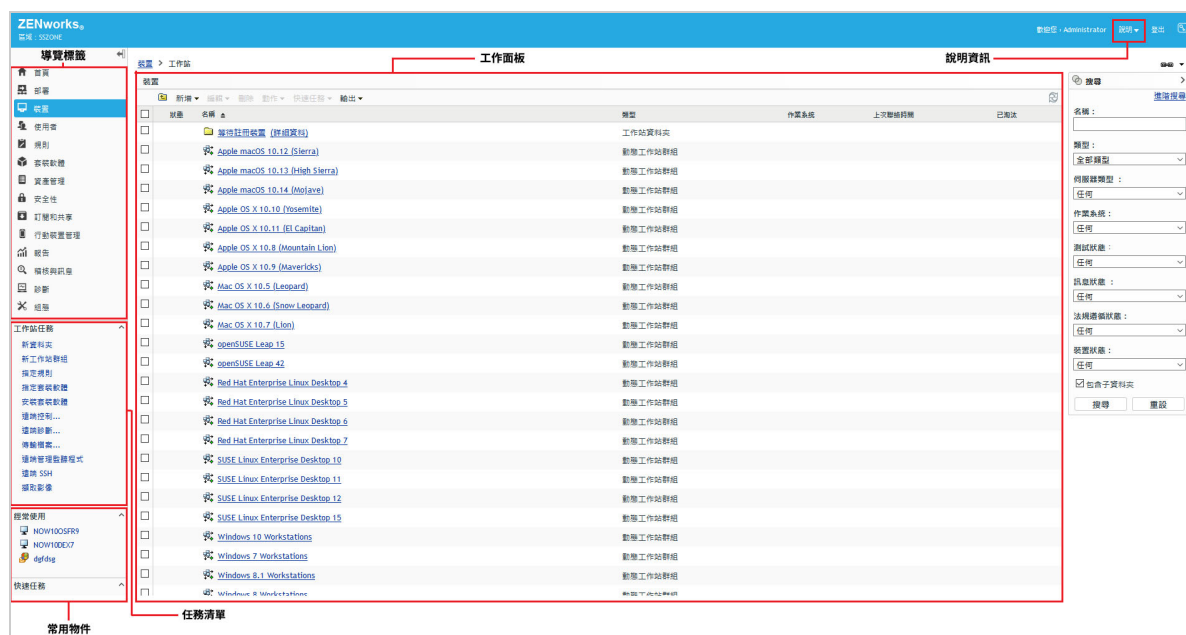 ZENworks®
區域：SSZONE
歡迎您，Administrator 說明 登出
導覽標籤
工作面板
說明資訊
首頁
部署
裝置
使用者
規則
套裝軟體
資產管理
安全性
訂閱和共享
行動裝置管理
報告
稽核與訊息
診斷
組態
工作站任務
新資料夾
新工作站群組
指定規則
指定套裝軟體
安裝套裝軟體
遠端控制...
遠端診斷...
傳輸檔案...
遠端管理監聽程式
遠端 SSH
擷取影像
經常使用
NOW10OSFR9
NOW10DEX7
dgfdsg
快速任務
常用物件
任務清單
裝置 > 工作站
裝置
新增 編輯 刪除 動作 快速任務 輸出
狀態 名稱 類型 作業系統 上次聯絡時間 已淘汰
等待註冊裝置 (詳細資料) 工作站資料夾
Apple macOS 10.12 (Sierra) 動態工作站群組
Apple macOS 10.13 (High Sierra) 動態工作站群組
Apple macOS 10.14 (Mojave) 動態工作站群組
Apple OS X 10.10 (Yosemite) 動態工作站群組
Apple OS X 10.11 (El Capitan) 動態工作站群組
Apple OS X 10.8 (Mountain Lion) 動態工作站群組
Apple OS X 10.9 (Mavericks) 動態工作站群組
Mac OS X 10.5 (Leopard) 動態工作站群組
Mac OS X 10.6 (Snow Leopard) 動態工作站群組
Mac OS X 10.7 (Lion) 動態工作站群組
openSUSE Leap 15 動態工作站群組
openSUSE Leap 42 動態工作站群組
Red Hat Enterprise Linux Desktop 4 動態工作站群組
Red Hat Enterprise Linux Desktop 5 動態工作站群組
Red Hat Enterprise Linux Desktop 6 動態工作站群組
Red Hat Enterprise Linux Desktop 7 動態工作站群組
SUSE Linux Enterprise Desktop 10 動態工作站群組
SUSE Linux Enterprise Desktop 11 動態工作站群組
SUSE Linux Enterprise Desktop 12 動態工作站群組
SUSE Linux Enterprise Desktop 15 動態工作站群組
Windows 10 Workstations 動態工作站群組
Windows 7 Workstations 動態工作站群組
Windows 8.1 Workstations 動態工作站群組
Windows 8 Workstations 動態工作站群組
搜尋
進階搜尋
名稱：
類型：
全部類型
伺服器類型：
任何
作業系統：
任何
測試狀態：
任何
訊息狀態：
任何
法規遵循狀態：
任何
裝置狀態：
任何
包含子資料夾
搜尋 重設